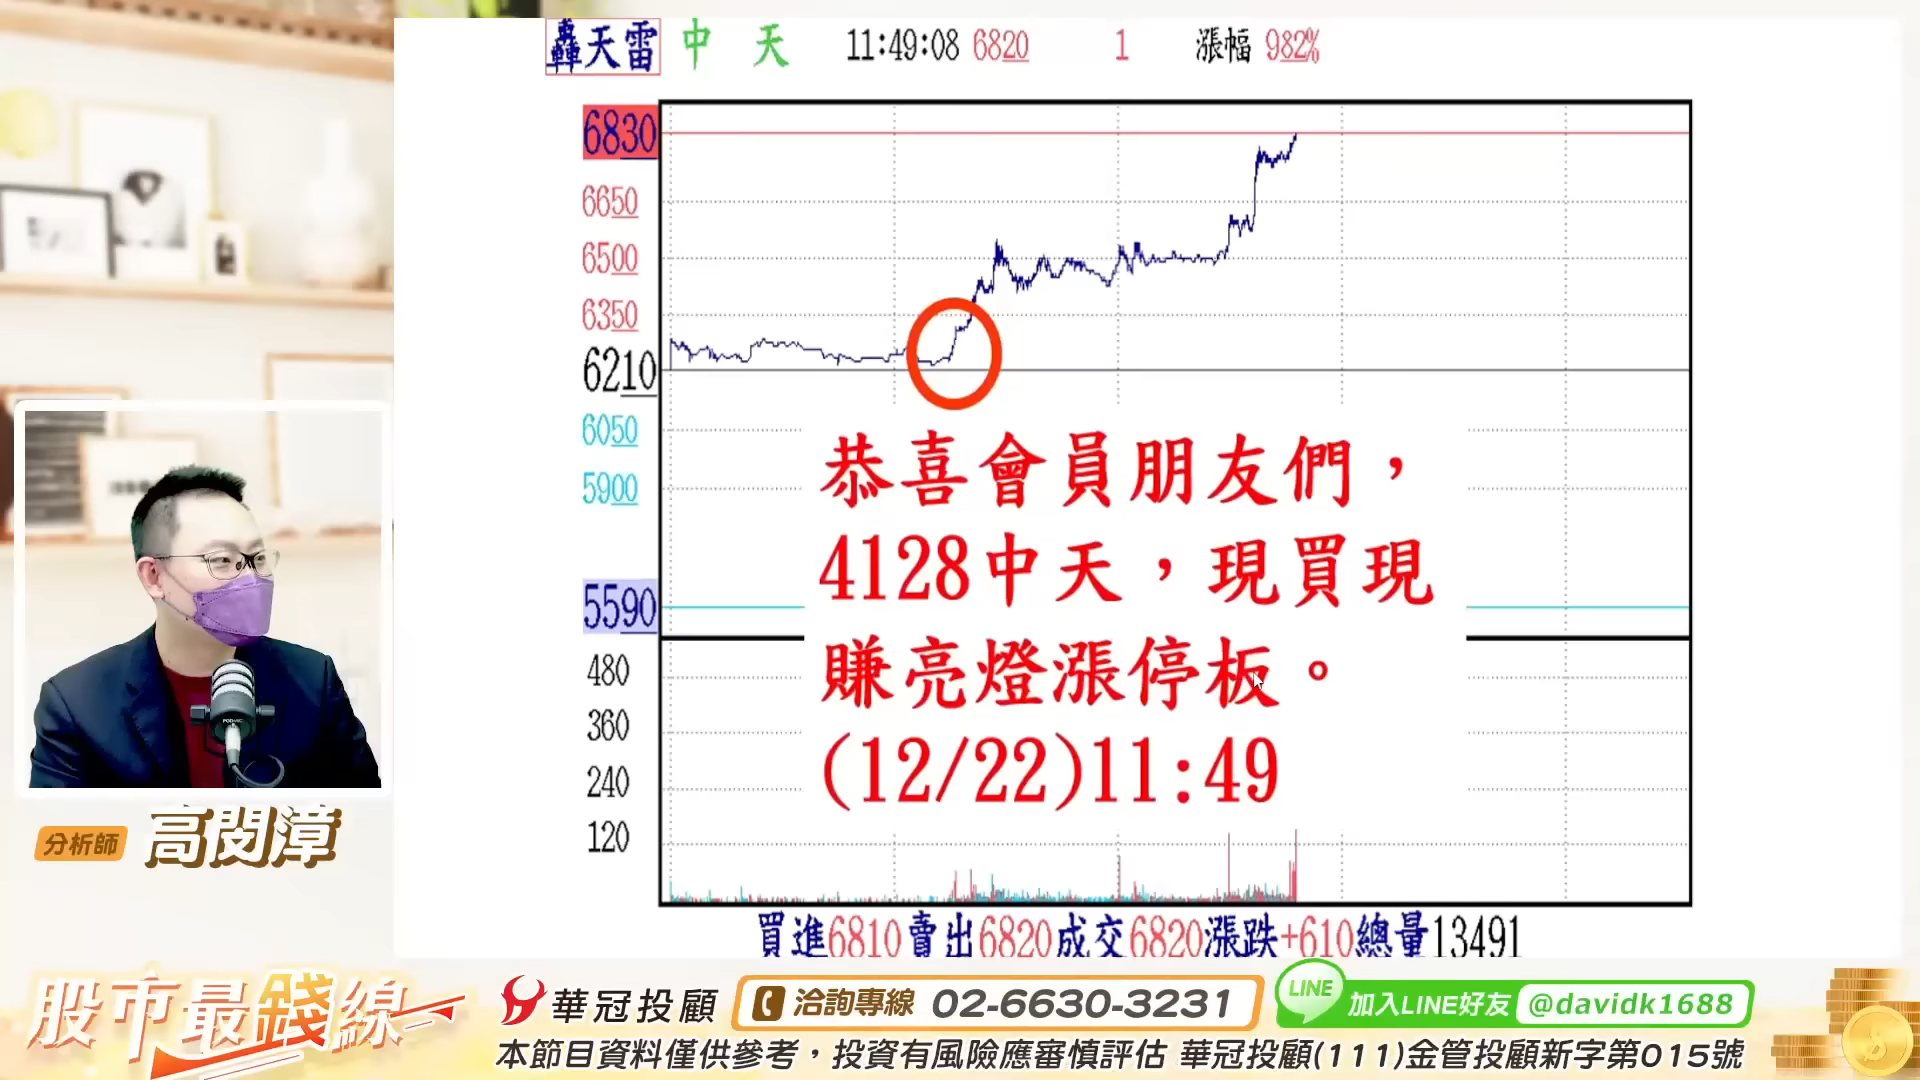 轟天雷 中 天 11:49:08 6820 1 漲幅 982%
6830
6650
6500
6350
6210
6050
5900
5590
480
360
240
120
恭喜會員朋友們，
4128中天，現買現
賺亮燈漲停板。
(12/22)11:49
買進6810賣出6820成交6820漲跌+610總量13491
PODMIC
分析師 高閔漳
股市最錢線
華冠投顧 洽詢專線 02-6630-3231 LINE 加入LINE好友 @davidk1688
本節目資料僅供參考，投資有風險應審慎評估 華冠投顧(111)金管投顧新字第015號